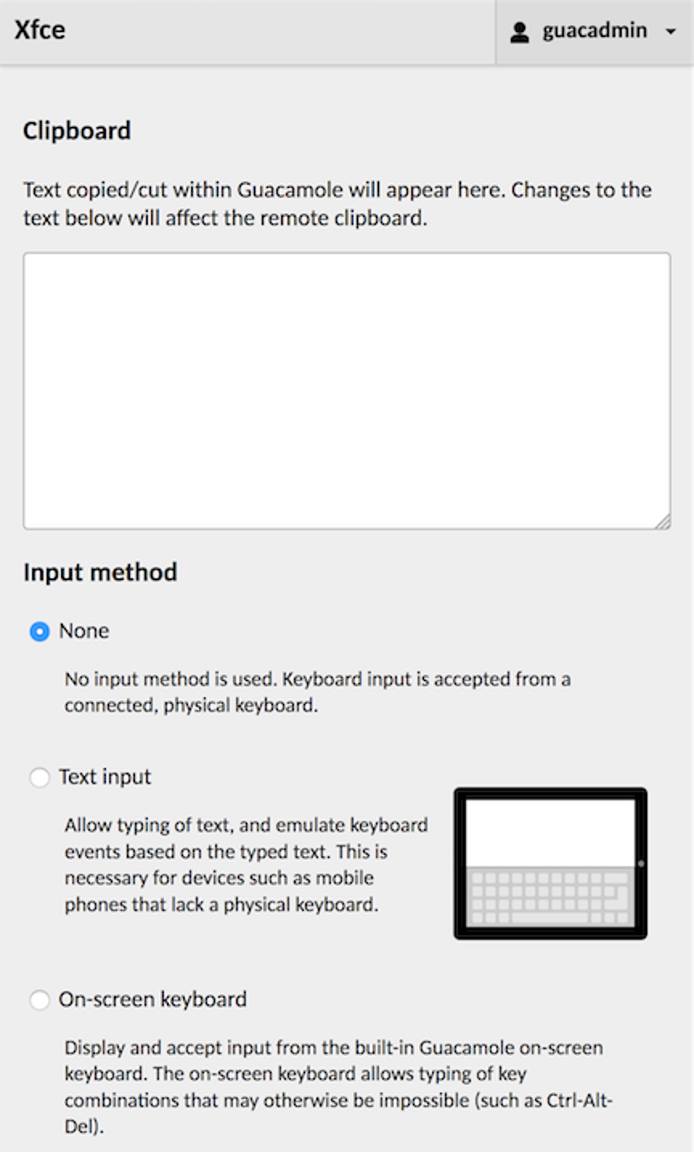 Xfce
guacadmin
Clipboard
Text copied/cut within Guacamole will appear here. Changes to the
text below will affect the remote clipboard.
Input method
None
No input method is used. Keyboard input is accepted from a
connected, physical keyboard.
Text input
Allow typing of text, and emulate keyboard
events based on the typed text. This is
necessary for devices such as mobile
phones that lack a physical keyboard.
On-screen keyboard
Display and accept input from the built-in Guacamole on-screen
keyboard. The on-screen keyboard allows typing of key
combinations that may otherwise be impossible (such as Ctrl-Alt-
Del).